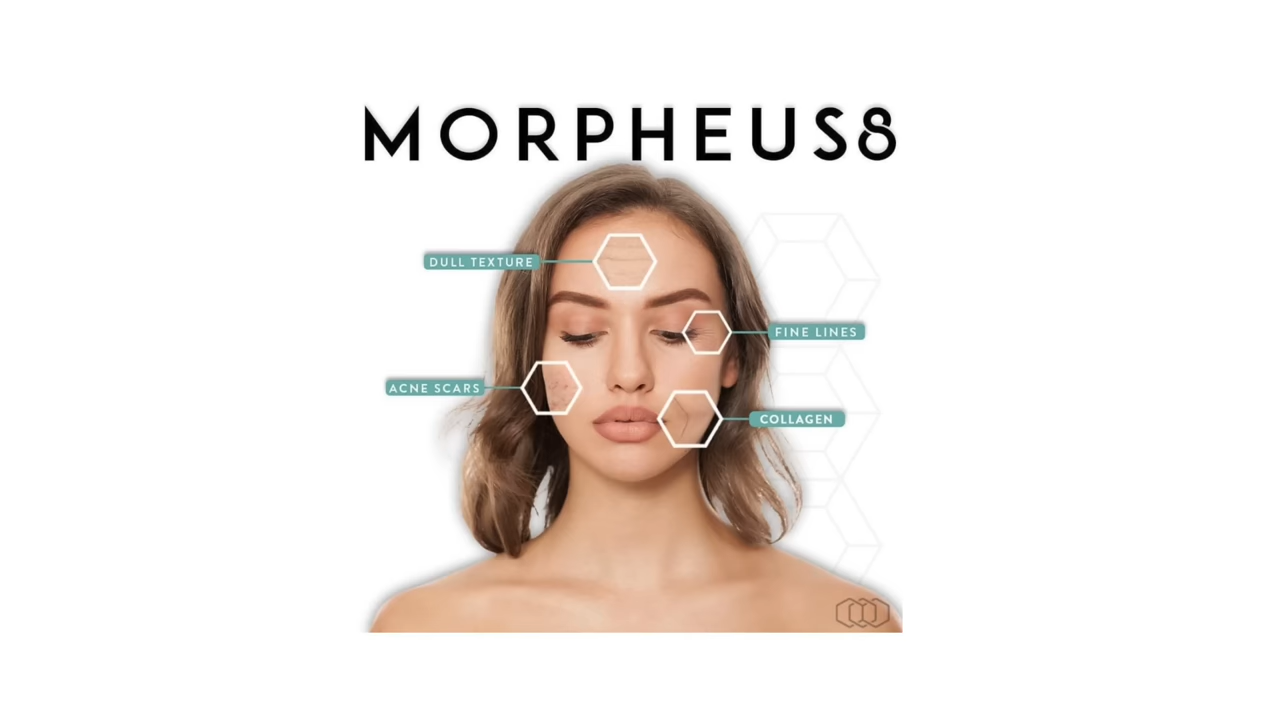 MORPHEUS8
DULL TEXTURE
FINE LINES
ACNE SCARS
COLLAGEN